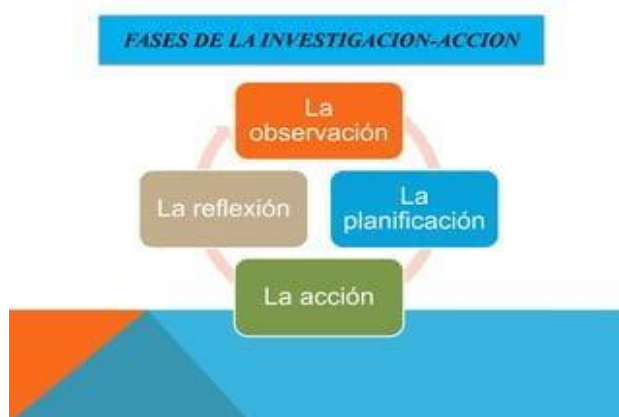 FASES DE LA INVESTIGACION-ACCION
La
observación
La
planificación
La acción
La reflexión